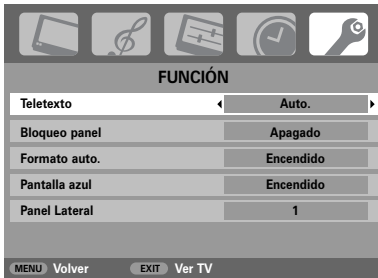 FUNCIÓN
Teletexto Auto.
Bloqueo panel Apagado
Formato auto. Encendido
Pantalla azul Encendido
Panel Lateral 1
MENU Volver EXIT Ver TV